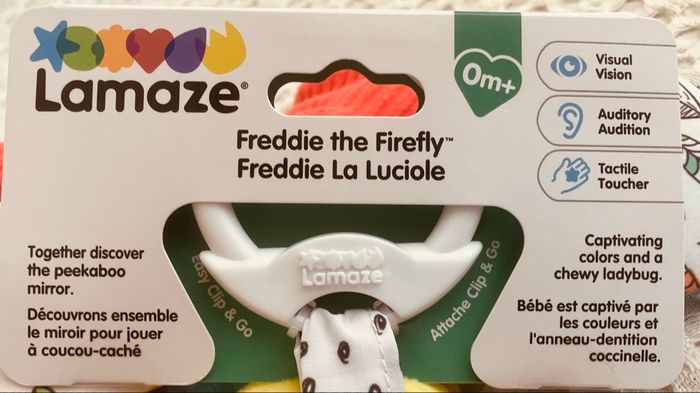 Lamaze®
0m+
Visual
Vision
Auditory
Audition
Tactile
Toucher
Freddie the Firefly™
Freddie La Luciole
Together discover
the peekaboo
mirror.
Découvrons ensemble
le miroir pour jouer
à coucou-caché
Easy Clip & Go
Lamaze
Attache Clip & Go
Captivating
colors and a
chewy ladybug.
Bébé est captivé par
les couleurs et
l'anneau-dentition
coccinelle.